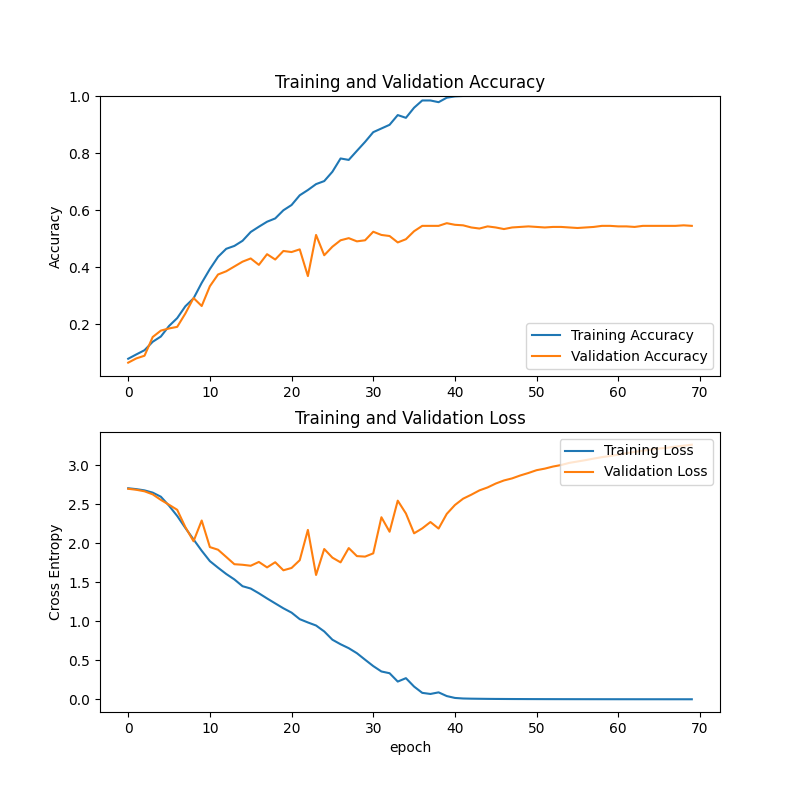 Training and Validation Accuracy
Accuracy
1.0
0.8
0.6
0.4
0.2
Training Accuracy
Validation Accuracy
0 10 20 30 40 50 60 70
Training and Validation Loss
Cross Entropy
3.0
2.5
2.0
1.5
1.0
0.5
0.0
Training Loss
Validation Loss
0 10 20 30 40 50 60 70
epoch